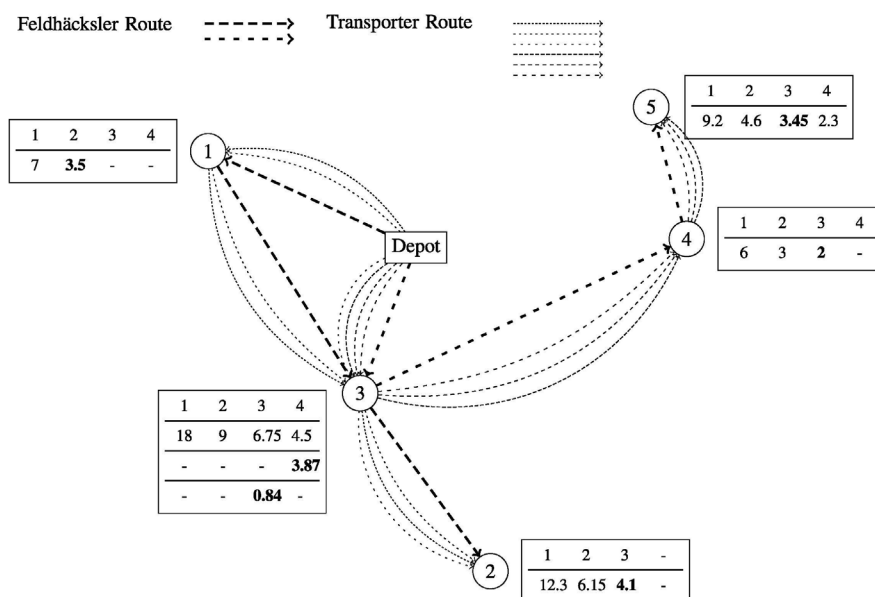 Feldhäcksler Route Transporter Route
5
1 2 3 4
9.2 4.6 3.45 2.3
1 2 3 4
7 3.5 - -
1
Depot
4
1 2 3 4
6 3 2 -
3
1 2 3 4
18 9 6.75 4.5
- - - 3.87
- - 0.84 -
2
1 2 3 -
12.3 6.15 4.1 -